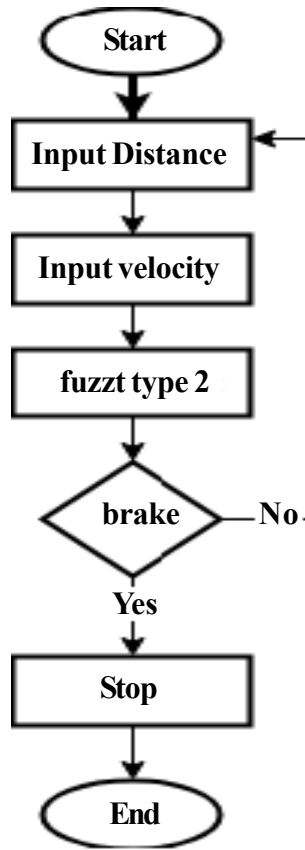 Start
Input Distance
Input velocity
fuzzt type 2
brake
No
Yes
Stop
End